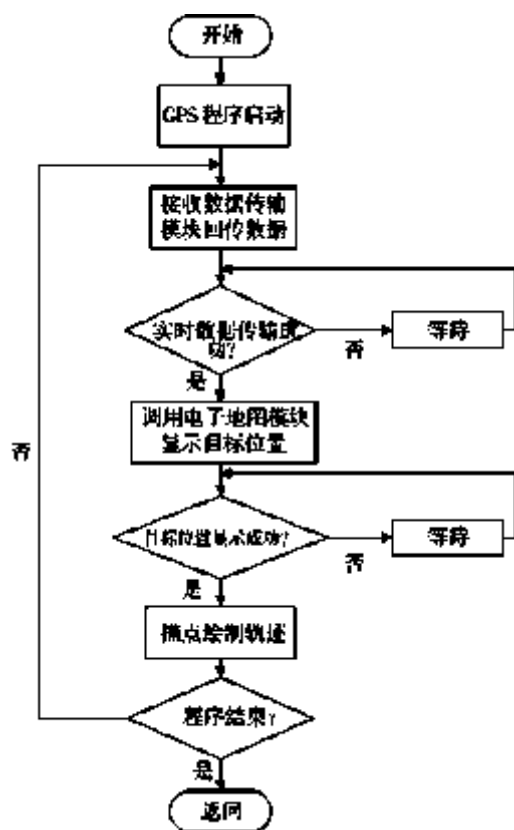 开始
GPS 程序启动
接收数据传输
模块回传数据
实时数据传输成
功?
否
等待
是
调用电子地图模块
显示目标位置
否
目标位置显示成功?
否
等待
是
描点绘制轨迹
程序结束?
是
返回